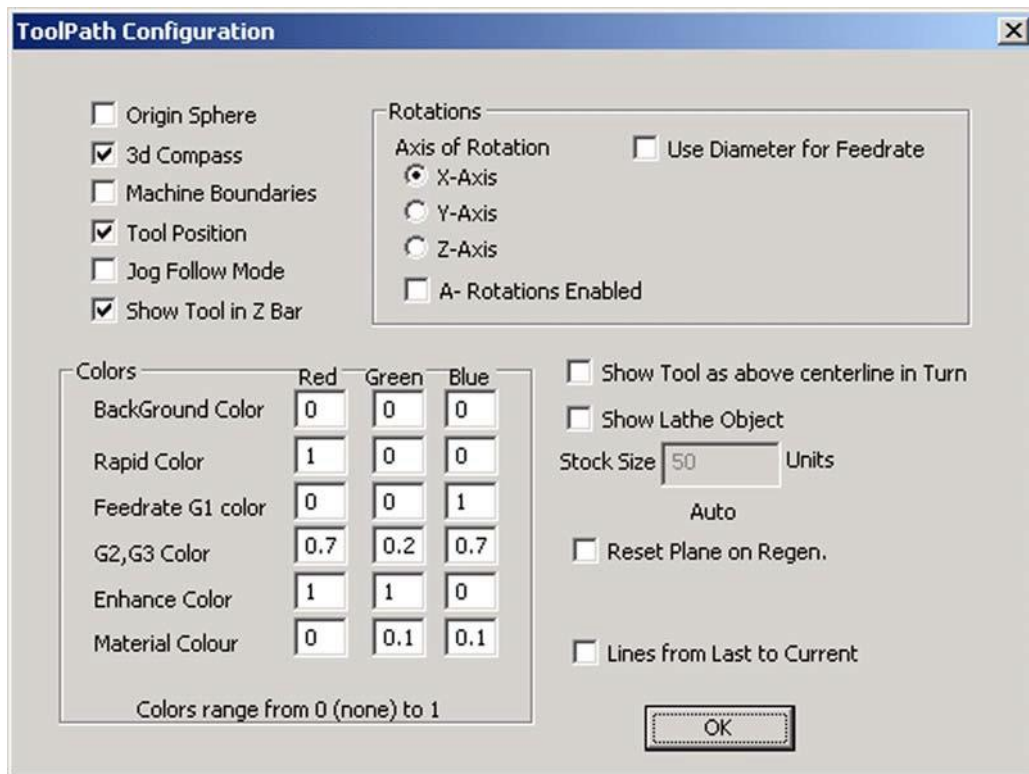 ToolPath Configuration
Origin Sphere
3d Compass
Machine Boundaries
Tool Position
Jog Follow Mode
Show Tool in Z Bar
Rotations
Axis of Rotation
X-Axis
Y-Axis
Z-Axis
A- Rotations Enabled
Use Diameter for Feedrate
Colors
Red Green Blue
BackGround Color 0 0 0
Rapid Color 1 0 0
Feedrate G1 color 0 0 1
G2,G3 Color 0.7 0.2 0.7
Enhance Color 1 1 0
Material Colour 0 0.1 0.1
Colors range from 0 (none) to 1
Show Tool as above centerline in Turn
Show Lathe Object
Stock Size 50 Units
Auto
Reset Plane on Regen.
Lines from Last to Current
OK